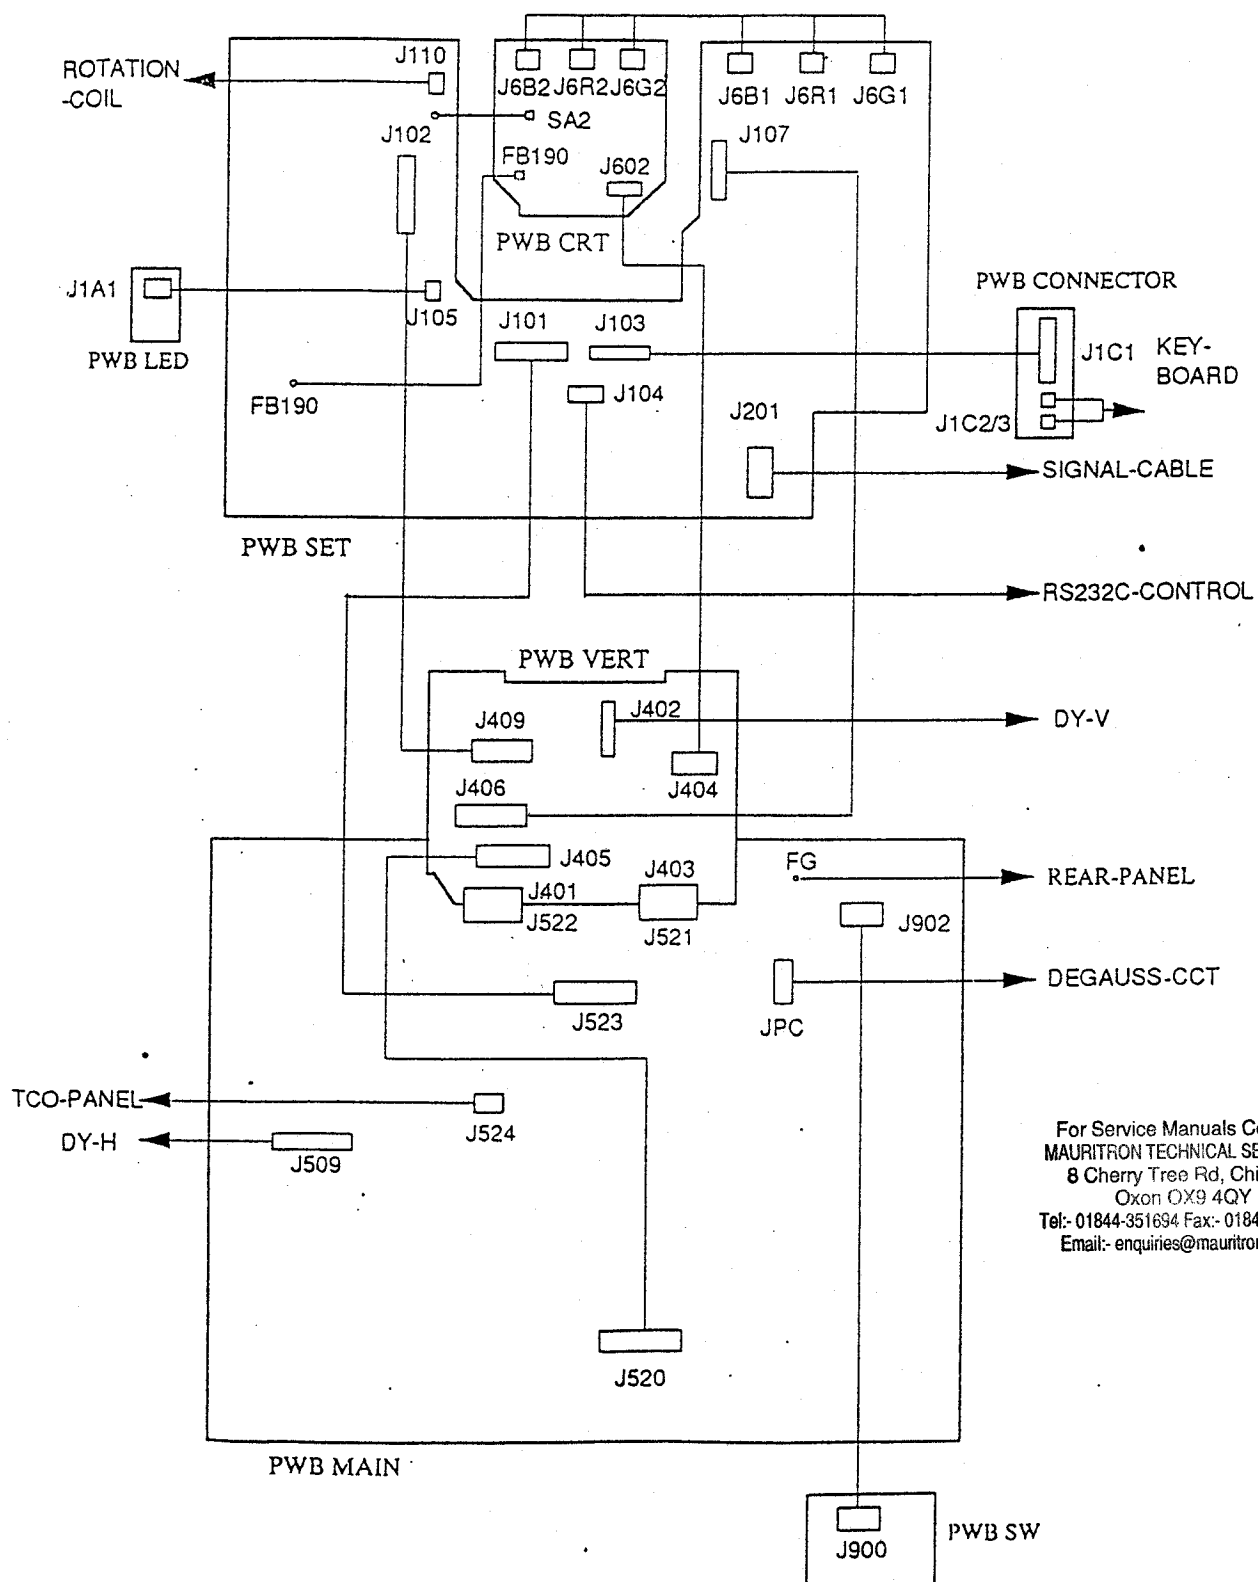 J110
ROTATION
-COIL
J6B2
J6R2
J6G2
J6B1
J6R1
J6G1
SA2
J102
J107
FB190
J602
PWB CRT
J1A1
J105
PWB LED
PWB CONNECTOR
J101
J103
J1C1
KEY-
BOARD
FB190
J104
J201
J1C2/3
SIGNAL-CABLE
PWB SET
RS232C-CONTROL
PWB VERT
J409
J402
DY-V
J406
J404
J405
J403
FG
REAR-PANEL
J401
J522
J521
J902
DEGAUSS-CCT
J523
JPC
TCO-PANEL
J524
DY-H
J509
For Service Manuals
MAURITRON TECHNICAL
8 Cherry Tree Rd,
Oxon OX9 4QY
Tel:- 01844-351694 Fax:-
Email:-
J520
PWB MAIN
PWB SW
J900